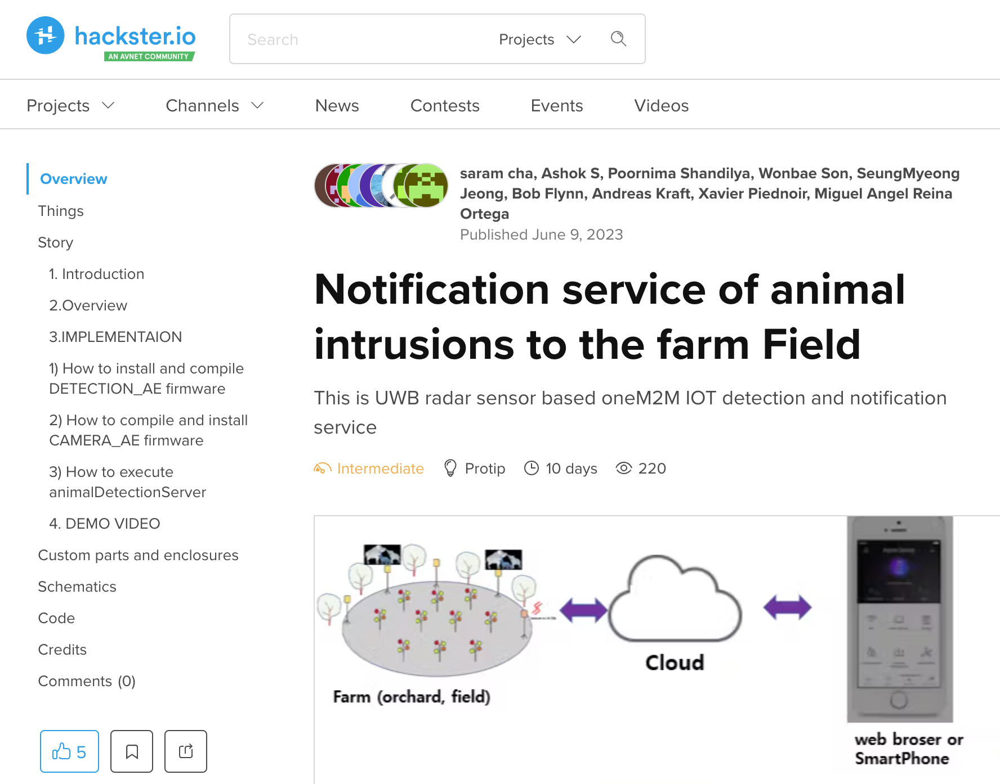 hackster.io
AN AVNET COMMUNITY
Search
Projects
Projects
Channels
News
Contests
Events
Videos
Overview
Things
Story
1. Introduction
2.Overview
3.IMPLEMENTAION
1) How to install and compile
DETECTION_AE firmware
2) How to compile and install
CAMERA_AE firmware
3) How to execute
animalDetectionServer
4. DEMO VIDEO
Custom parts and enclosures
Schematics
Code
Credits
Comments (0)
5
saram cha, Ashok S, Poornima Shandilya, Wonbae Son, SeungMyeong
Jeong, Bob Flynn, Andreas Kraft, Xavier Piednoir, Miguel Angel Reina
Ortega
Published June 9, 2023
Notification service of animal
intrusions to the farm Field
This is UWB radar sensor based oneM2M IOT detection and notification
service
Intermediate
Protip
10 days
220
Farm (orchard, field)
Cloud
web broser or
SmartPhone